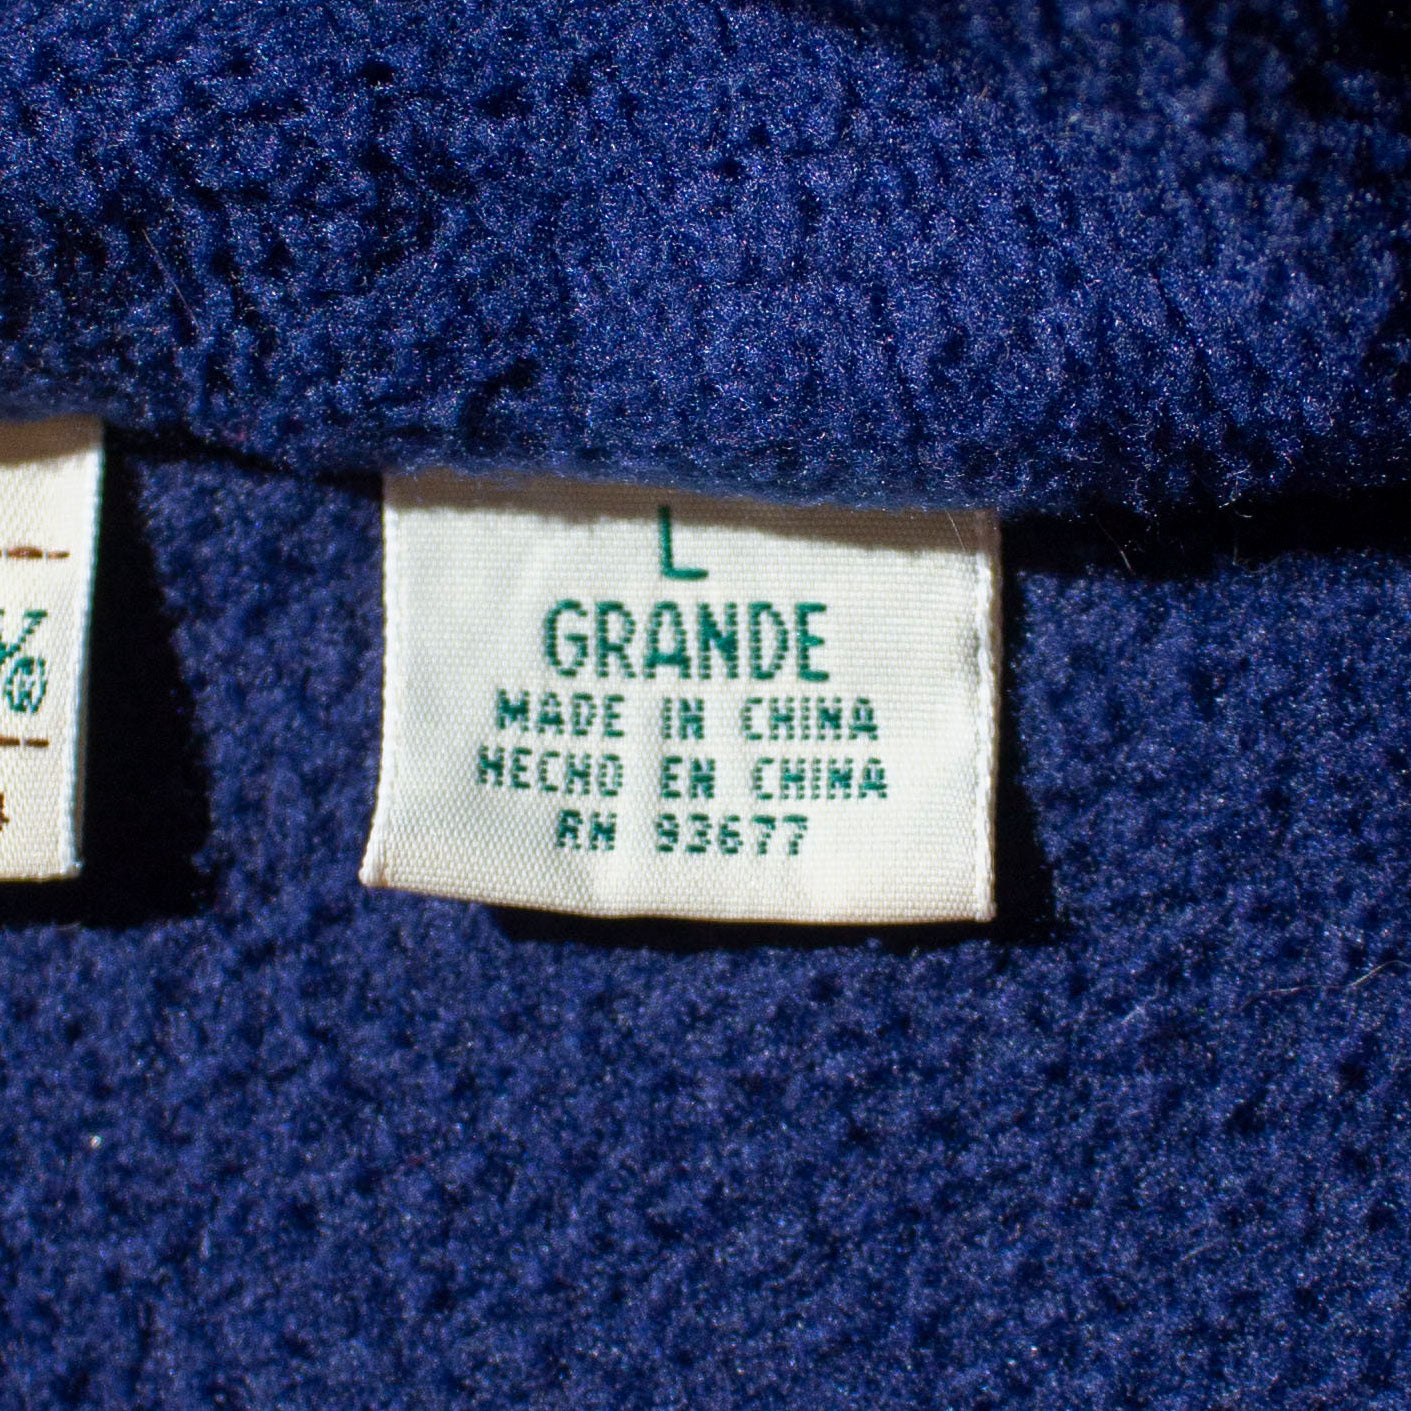 L
GRANDE
MADE IN CHINA
HECHO EN CHINA
RN 93677